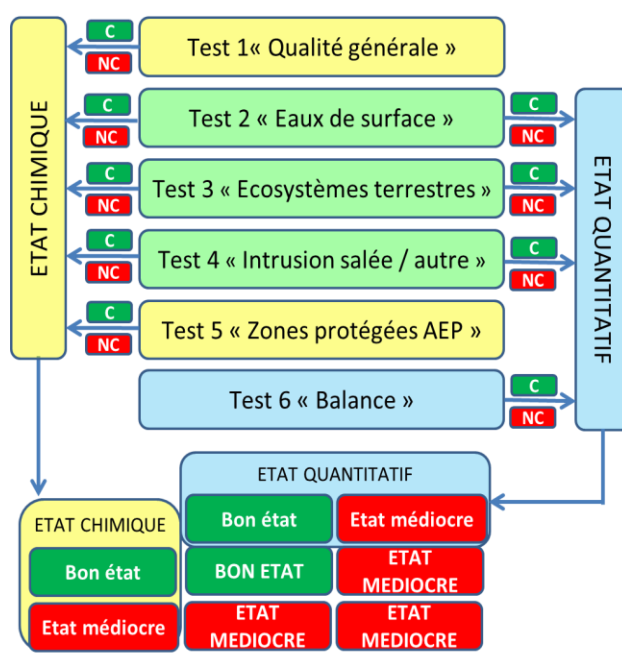 C
NC
Test 1« Qualité générale »
ETAT CHIMIQUE
C
NC
Test 2 « Eaux de surface »
C
NC
ETAT QUANTITATIF
C
NC
Test 3 « Ecosystèmes terrestres »
C
NC
C
NC
Test 4 « Intrusion salée / autre »
C
NC
C
NC
Test 5 « Zones protégées AEP »
Test 6 « Balance »
C
NC
ETAT QUANTITATIF
Bon état
Etat médiocre
ETAT CHIMIQUE
Bon état
BON ETAT
ETAT
MEDIOCRE
Etat médiocre
ETAT
MEDIOCRE
ETAT
MEDIOCRE